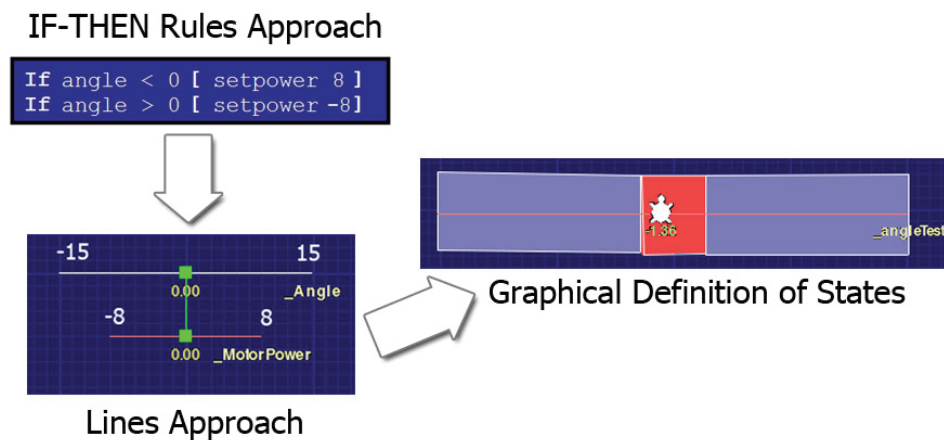 IF-THEN Rules Approach
If angle < 0 [ setpower 8 ]
If angle > 0 [ setpower -8]
-15 15
0.00 _Angle
-8 8
0.00 _MotorPower
Lines Approach
-1.36 _angleTest
Graphical Definition of States